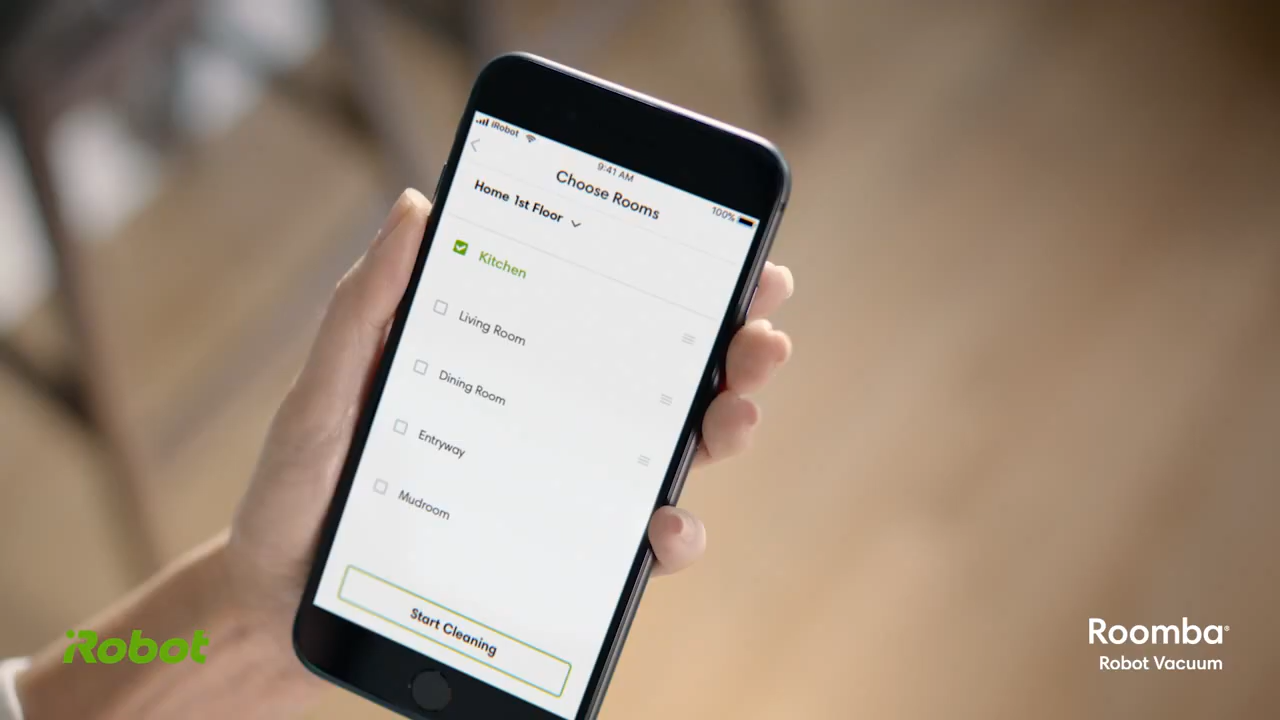 iRobot
9:41 AM
100%
Choose Rooms
Home 1st Floor
Kitchen
Living Room
Dining Room
Entryway
Mudroom
Start Cleaning
iRobot
Roomba®
Robot Vacuum